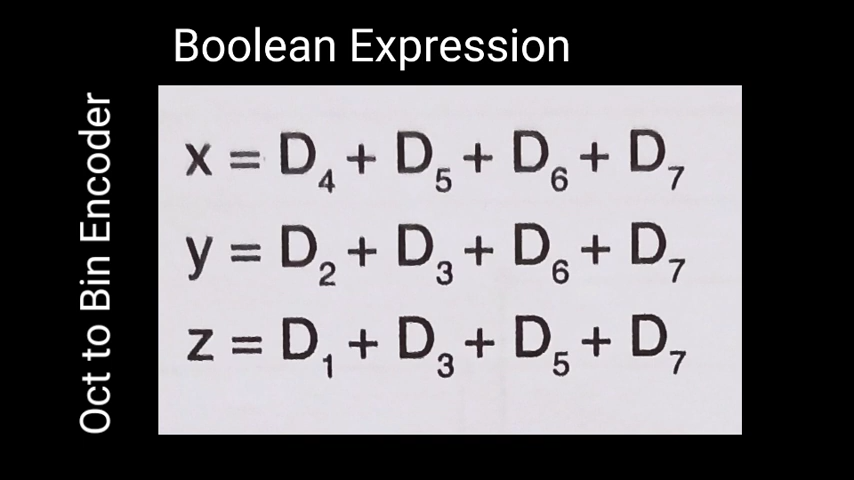 Boolean Expression
Oct to Bin Encoder
x = D₄ + D₅ + D₆ + D₇
y = D₂ + D₃ + D₆ + D₇
z = D₁ + D₃ + D₅ + D₇